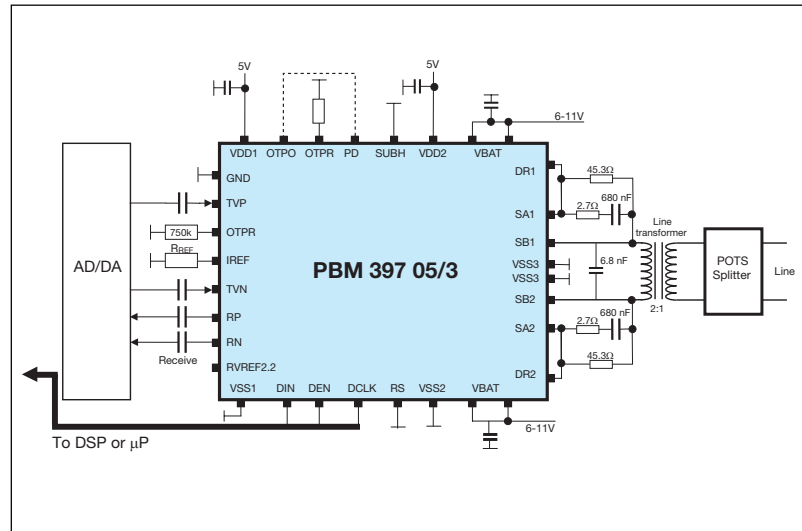 5V
5V
6-11V
VDD1 OTPO OTPR PD SUBH VDD2 VBAT
GND
TVP
OTPR
750k
RREF
IREF
TVN
RP
RN
Receive
RVREF2.2
AD/DA
PBM 397 05/3
DR1
SA1
SB1
VSS3
VSS3
SB2
SA2
DR2
45.3Ω
680 nF
2.7Ω
Line
transformer
6.8 nF
2:1
680 nF
2.7Ω
45.3Ω
POTS
Splitter
Line
VSS1 DIN DEN DCLK RS VSS2 VBAT
6-11V
To DSP or µP